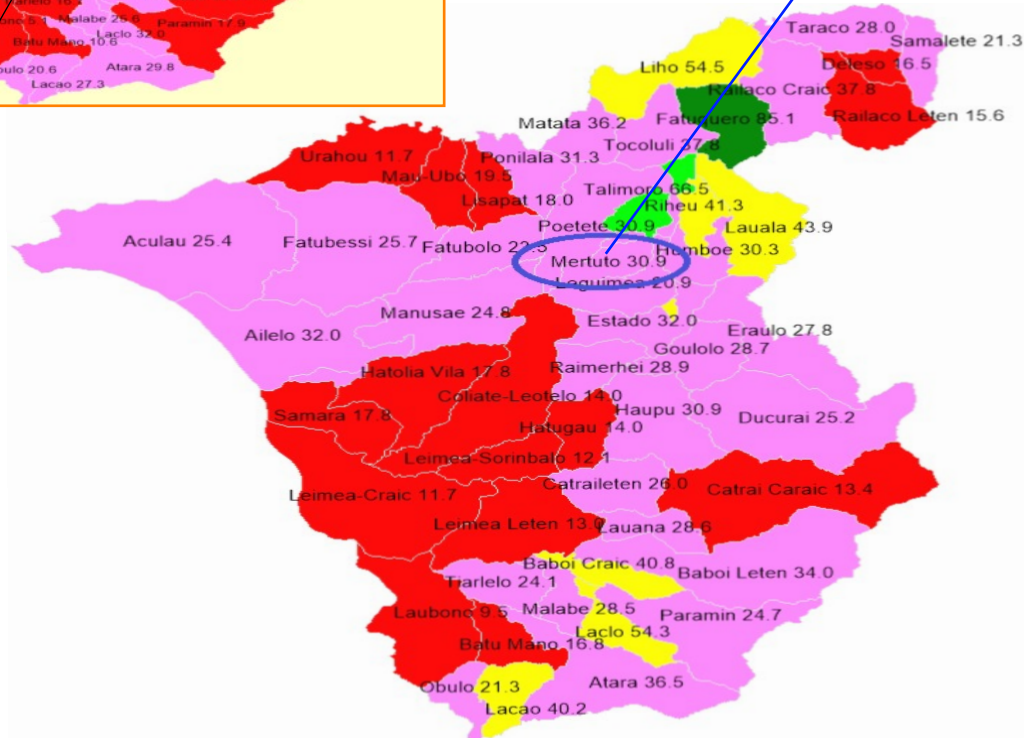 Malabe 25.6
Paramin 17.9
Laclo 32.0
Batu Mano 10.6
Atara 29.8
ulo 20.6
Lacao 27.3
Taraco 28.0
Samalete 21.3
Liho 54.5
Deleso 16.5
Railaco Craic 37.8
Matata 36.2
Fatuquero 85.1
Railaco Leten 15.6
Tocoluli 37.8
Urahou 11.7
Ponilala 31.3
Mau-Ubo 19.5
Talimoro 66.5
Lisapat 18.0
Riheu 41.3
Poetete 30.9
Lauala 43.9
Aculau 25.4
Fatubessi 25.7
Fatubolo 22.5
Humboe 30.3
Mertuto 30.9
Leguimea 20.9
Manusae 24.8
Estado 32.0
Ailelo 32.0
Eraulo 27.8
Goulolo 28.7
Hatolia Vila 17.8
Raimerhei 28.9
Coliate-Leotelo 14.0
Samara 17.8
Haupu 30.9
Ducurai 25.2
Hatugau 14.0
Leimea-Sorinbalo 12.1
Catraileten 26.0
Catrai Caraic 13.4
Leimea-Craic 11.7
Leimea Leten 13.0
Lauana 28.6
Baboi Craic 40.8
Baboi Leten 34.0
Tiarlelo 24.1
Laubono 9.5
Malabe 28.5
Paramin 24.7
Laclo 54.3
Batu Mano 16.8
Obulo 21.3
Atara 36.5
Lacao 40.2